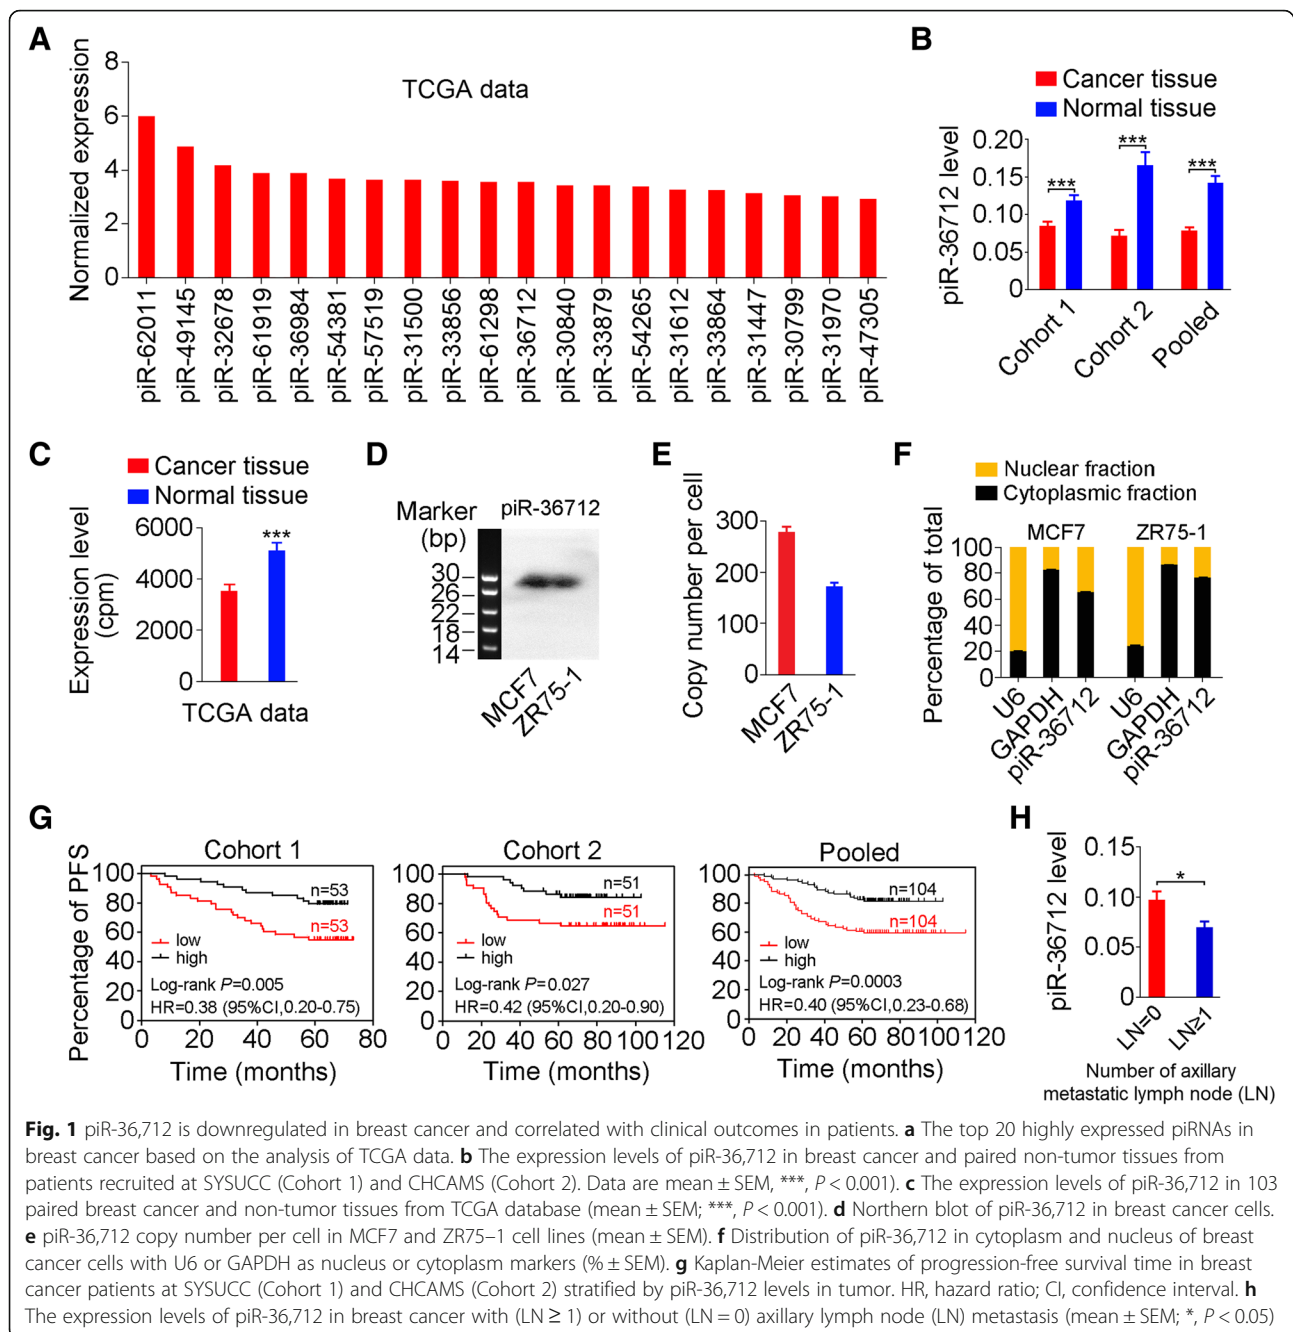 A
TCGA data
Normalized expression
8
6
4
2
0
piR-62011
piR-49145
piR-32678
piR-61919
piR-36984
piR-54381
piR-57519
piR-31500
piR-33856
piR-61298
piR-36712
piR-30840
piR-33879
piR-54265
piR-31612
piR-33864
piR-31447
piR-30799
piR-31970
piR-47305
B
Cancer tissue
Normal tissue
piR-36712 level
0.20
0.15
0.10
0.05
0
***
***
***
Cohort 1
Cohort 2
Pooled
C
Cancer tissue
Normal tissue
Expression level
(cpm)
6000
4000
2000
0
***
TCGA data
D
Marker
(bp)
piR-36712
30
26
22
18
14
MCF7
ZR75-1
E
Copy number per cell
300
200
100
0
MCF7
ZR75-1
F
Nuclear fraction
Cytoplasmic fraction
Percentage of total
MCF7
ZR75-1
100
80
60
40
20
0
U6
GAPDH
piR-36712
U6
GAPDH
piR-36712
G
Percentage of PFS
Cohort 1
100
80
60
40
20
0
n=53
n=53
low
high
Log-rank P=0.005
HR=0.38 (95%CI,0.20-0.75)
0 20 40 60 80
Time (months)
Cohort 2
100
80
60
40
20
0
n=51
n=51
low
high
Log-rank P=0.027
HR=0.42 (95%CI,0.20-0.90)
0 20 40 60 80 100 120
Time (months)
Pooled
100
80
60
40
20
0
n=104
n=104
low
high
Log-rank P=0.0003
HR=0.40 (95%CI,0.23-0.68)
0 20 40 60 80 100 120
Time (months)
H
piR-36712 level
0.15
0.10
0.05
0
*
LN=0
LN≥1
Number of axillary
metastatic lymph node (LN)
Fig. 1 piR-36,712 is downregulated in breast cancer and correlated with clinical outcomes in patients. a The top 20 highly expressed piRNAs in
breast cancer based on the analysis of TCGA data. b The expression levels of piR-36,712 in breast cancer and paired non-tumor tissues from
patients recruited at SYSUCC (Cohort 1) and CHCAMS (Cohort 2). Data are mean ± SEM, ***, P < 0.001). c The expression levels of piR-36,712 in 103
paired breast cancer and non-tumor tissues from TCGA database (mean ± SEM; ***, P < 0.001). d Northern blot of piR-36,712 in breast cancer cells.
e piR-36,712 copy number per cell in MCF7 and ZR75–1 cell lines (mean ± SEM). f Distribution of piR-36,712 in cytoplasm and nucleus of breast
cancer cells with U6 or GAPDH as nucleus or cytoplasm markers (% ± SEM). g Kaplan-Meier estimates of progression-free survival time in breast
cancer patients at SYSUCC (Cohort 1) and CHCAMS (Cohort 2) stratified by piR-36,712 levels in tumor. HR, hazard ratio; CI, confidence interval. h
The expression levels of piR-36,712 in breast cancer with (LN ≥ 1) or without (LN = 0) axillary lymph node (LN) metastasis (mean ± SEM; *, P < 0.05)